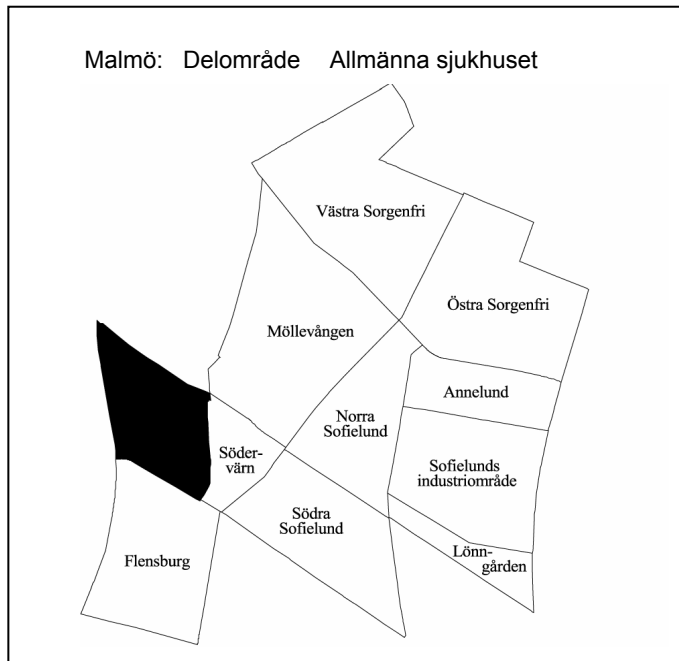 Malmö: Delområde Allmänna sjukhuset
Västra Sorgenfri
Östra Sorgenfri
Möllevången
Annelund
Norra
Sofielund
Söder-
värn
Sofielunds
industriområde
Södra
Sofielund
Lönn-
gården
Flensburg